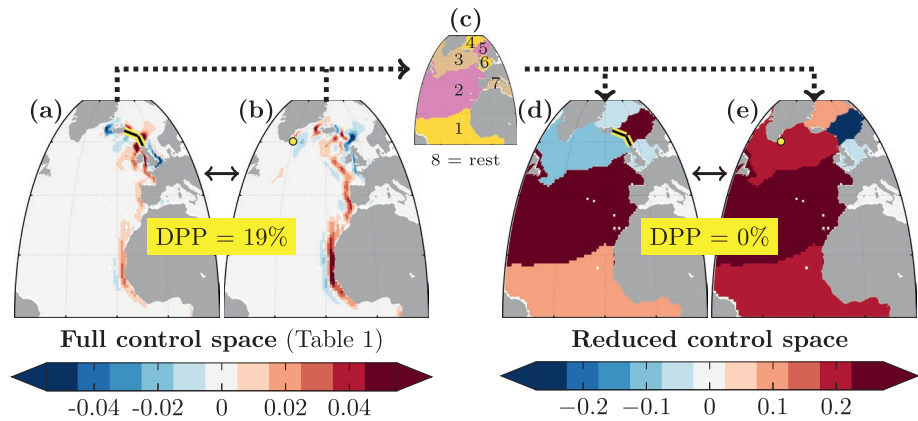 (c)
4
5
3
6
2
7
1
8 = rest
(a)
(b)
(d)
(e)
DPP = 19%
DPP = 0%
Full control space (Table 1)
Reduced control space
-0.04 -0.02 0 0.02 0.04
−0.2 −0.1 0 0.1 0.2